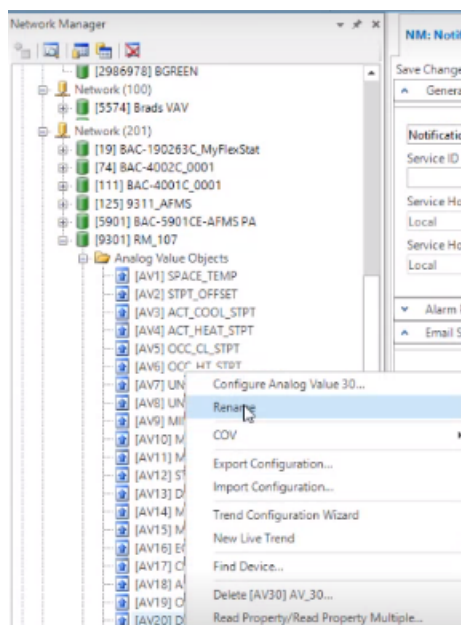 Network Manager
[2986978] BGREEN
Network (100)
[5574] Brads VAV
Network (201)
[19] BAC-190263C_MyFlexStat
[74] BAC-4002C_0001
[111] BAC-4001C_0001
[125] 9311_AFMS
[5901] BAC-5901CE-AFMS PA
[9301] RM_107
Analog Value Objects
[AV1] SPACE_TEMP
[AV2] STPT_OFFSET
[AV3] ACT_COOL_STPT
[AV4] ACT_HEAT_STPT
[AV5] OCC_CL_STPT
[AV6] OCC_HT_STPT
[AV7] UN
[AV8] UN
[AV9] MI
[AV10] M
[AV11] M
[AV12] S
[AV13] D
[AV14] M
[AV15] M
[AV16] E
[AV17] C
[AV18] A
[AV19] O
[AV20] D
Configure Analog Value 30...
Rename
COV
Export Configuration...
Import Configuration...
Trend Configuration Wizard
New Live Trend
Find Device...
Delete [AV30] AV_30...
Read Property/Read Property Multiple...
NM: Notif
Save Change
Genera
Notificatio
Service ID
Service Ho
Local
Service Ho
Local
Alarm
Email S